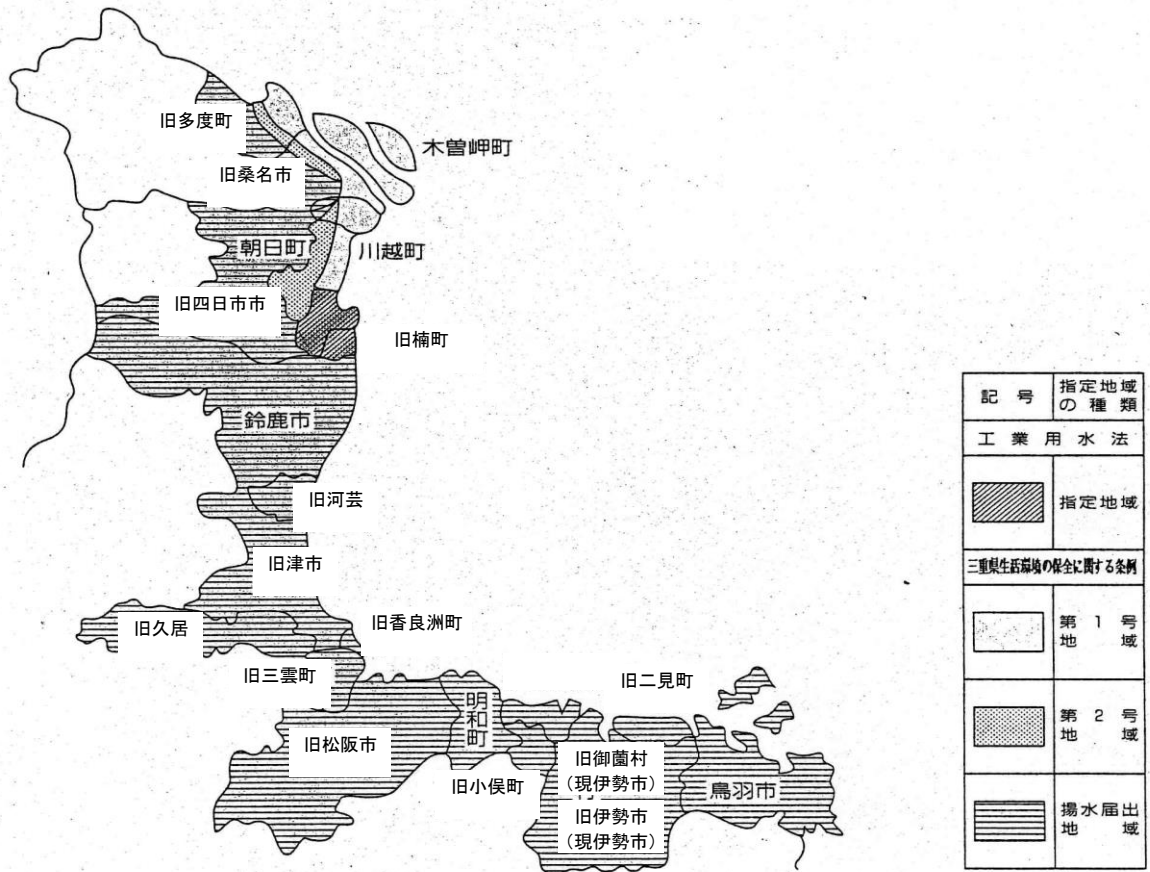 旧多度町
木曽岬町
旧桑名市
朝日町
川越町
旧四日市市
旧楠町
鈴鹿市
旧河芸
旧津市
旧久居
旧香良洲町
旧三雲町
旧二見町
明和町
旧松阪市
旧御薗村
(現伊勢市)
旧小俣町
鳥羽市
旧伊勢市
(現伊勢市)
記号
指定地域
の種類
工業用水法
指定地域
三重県生活環境の保全に関する条例
第1号
地域
第2号
地域
揚水届出
地域